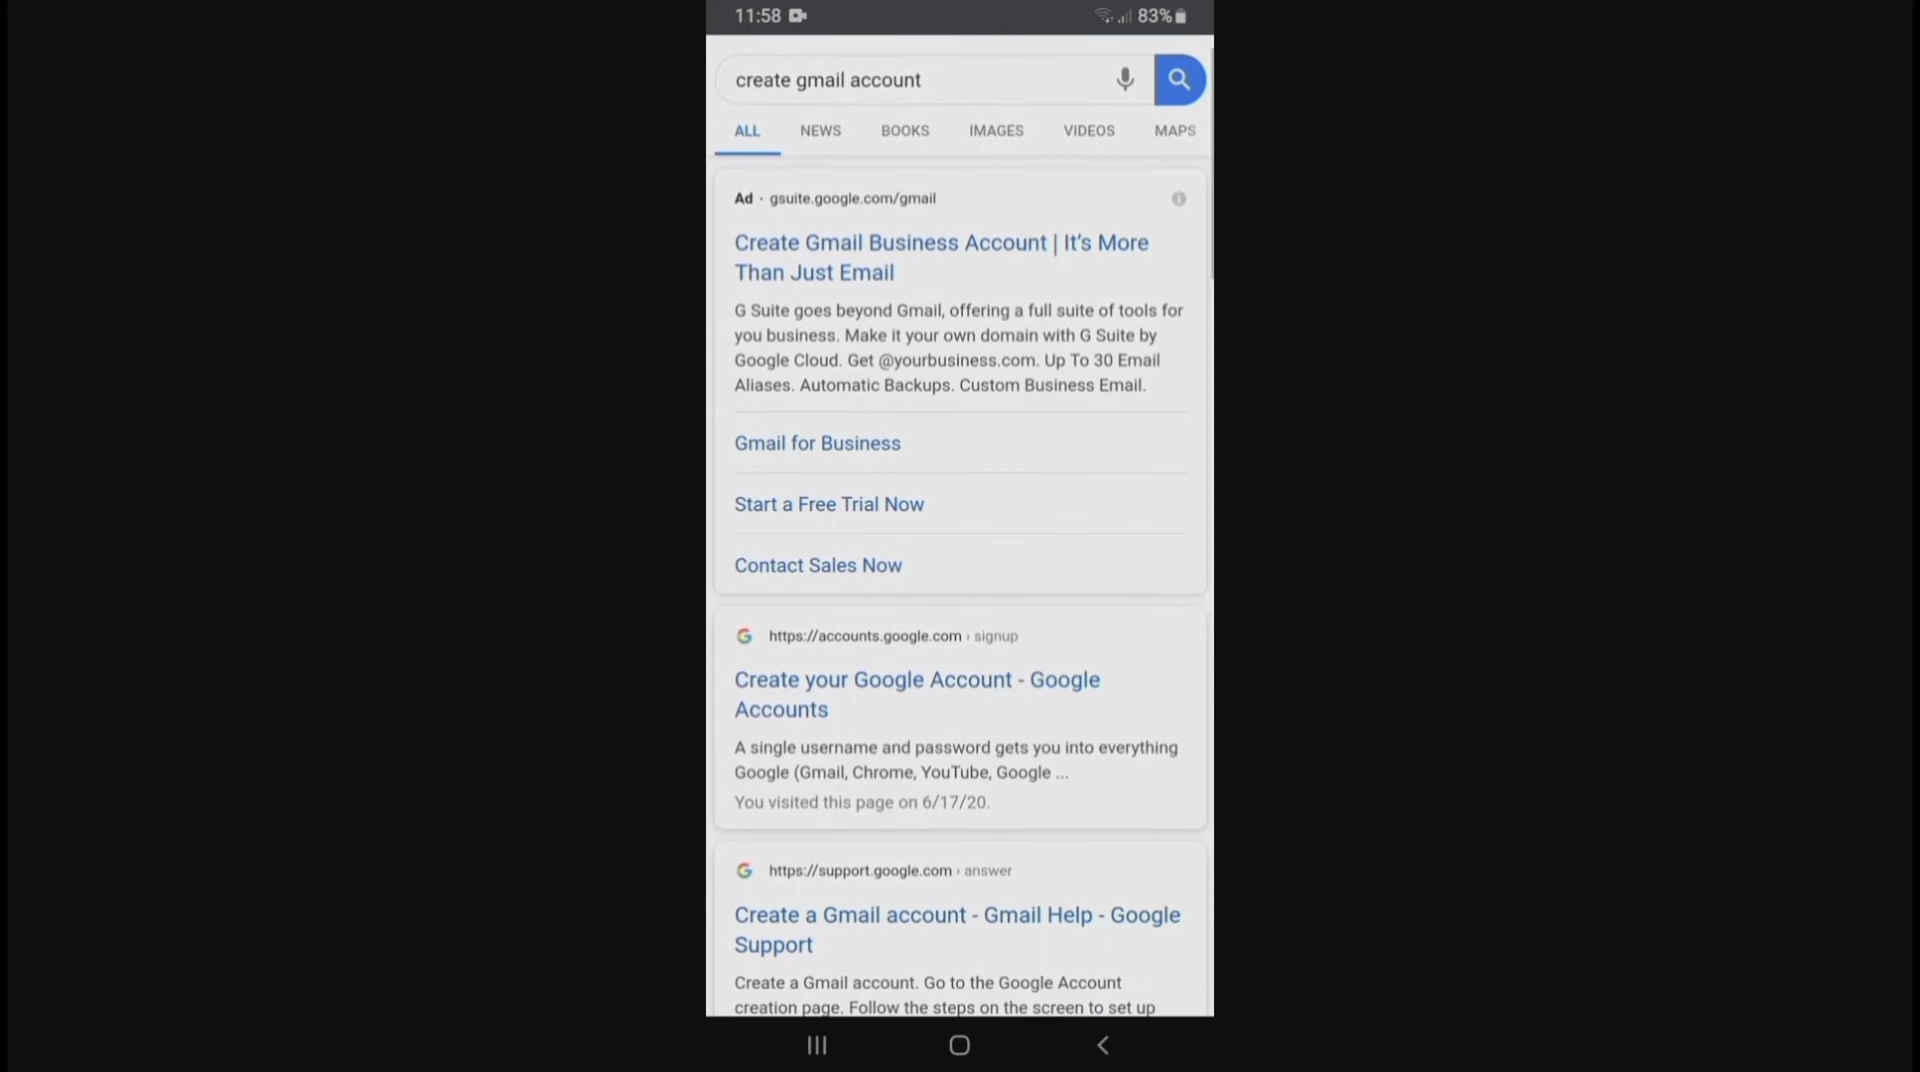 11:58 83%
create gmail account
ALL NEWS BOOKS IMAGES VIDEOS MAPS
Ad · gsuite.google.com/gmail
Create Gmail Business Account | It's More
Than Just Email
G Suite goes beyond Gmail, offering a full suite of tools for
you business. Make it your own domain with G Suite by
Google Cloud. Get @yourbusiness.com. Up To 30 Email
Aliases. Automatic Backups. Custom Business Email.
Gmail for Business
Start a Free Trial Now
Contact Sales Now
https://accounts.google.com › signup
Create your Google Account - Google
Accounts
A single username and password gets you into everything
Google (Gmail, Chrome, YouTube, Google ...
You visited this page on 6/17/20.
https://support.google.com › answer
Create a Gmail account - Gmail Help - Google
Support
Create a Gmail account. Go to the Google Account
creation page. Follow the steps on the screen to set up